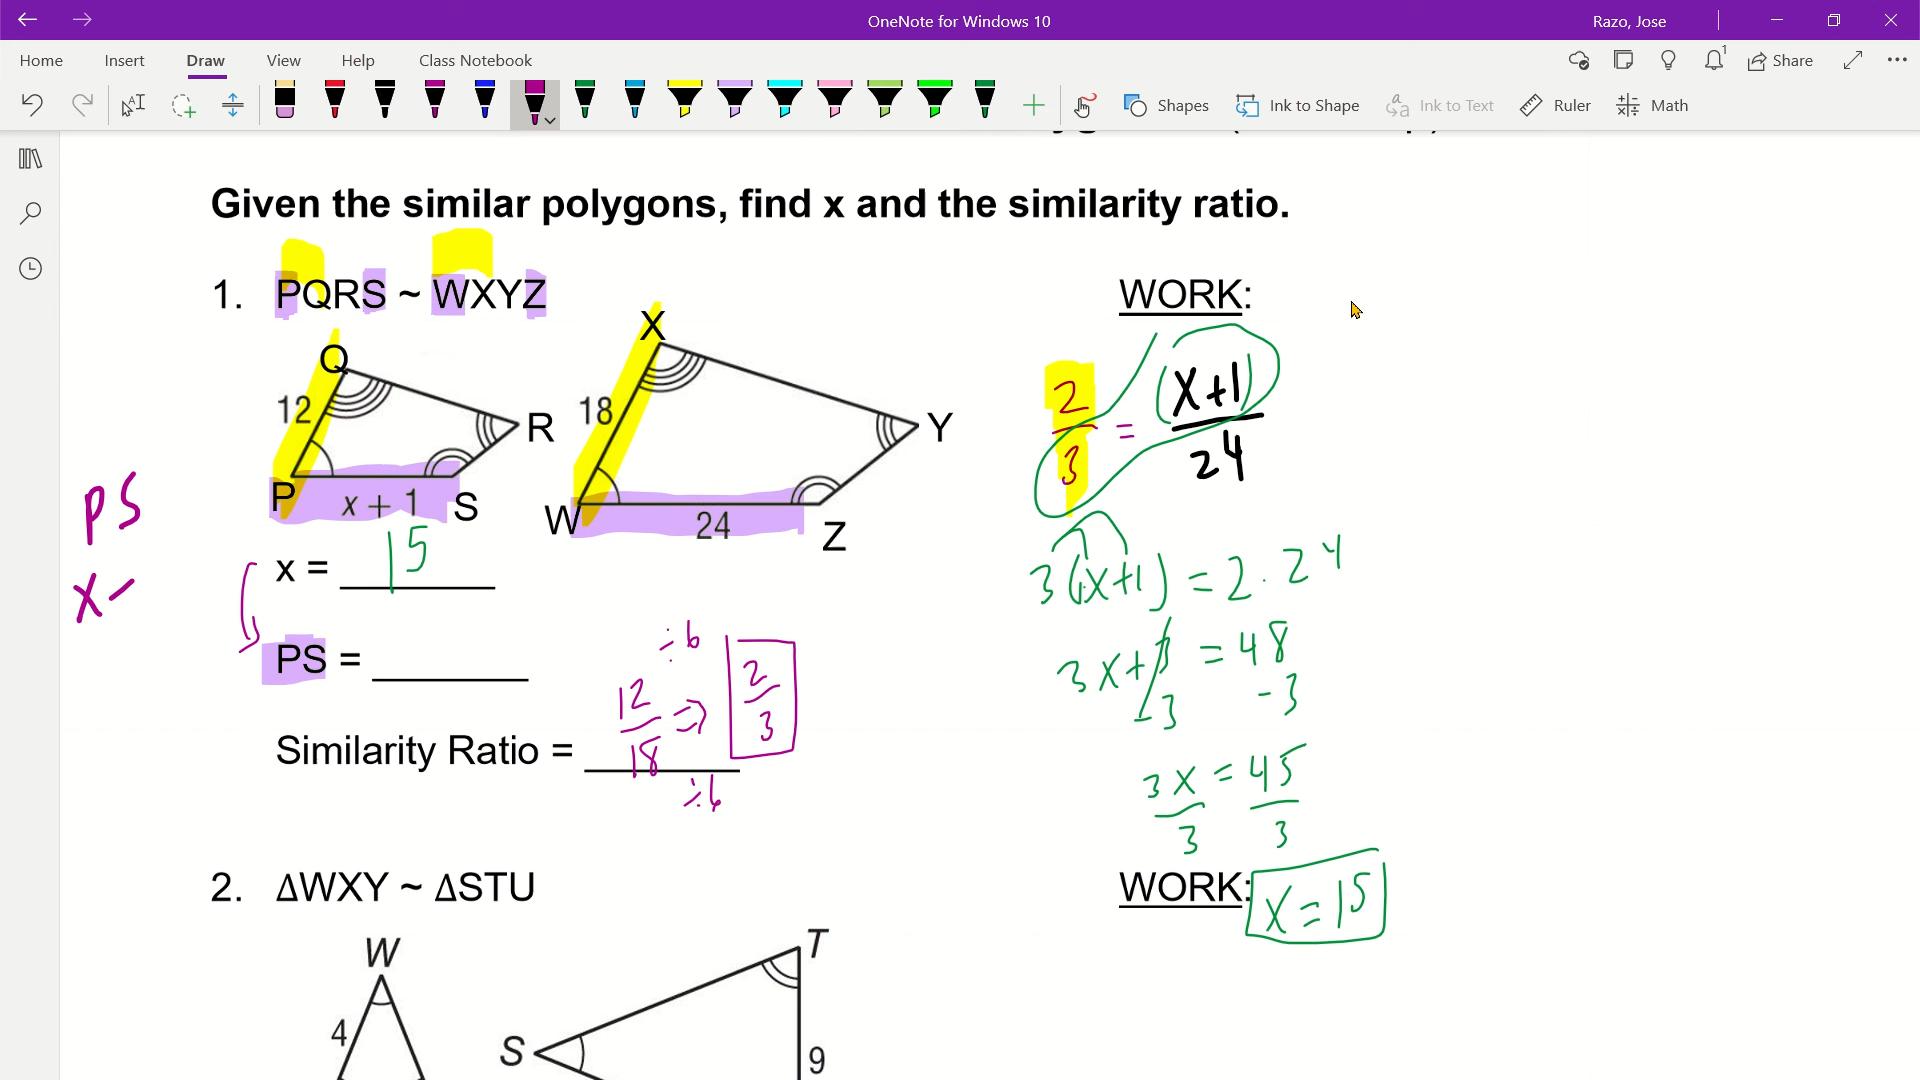 OneNote for Windows 10
Razo, Jose
Home Insert Draw View Help Class Notebook
1
Share
Shapes Ink to Shape Ink to Text Ruler Math
Given the similar polygons, find x and the similarity ratio.
1. PQRS ~ WXYZ
WORK:
X
Q
12
R
18
Y
P
x + 1
S
W
24
Z
2/3 = (x+1)/24
PS
x
x = 15
3(x+1) = 2·24
PS =
3x+3 = 48
-3 -3
Similarity Ratio = 12/18 ⇒ 2/3
÷6
÷6
3x = 45
3 3
2. ΔWXY ~ ΔSTU
WORK:
x = 15
W
T
4
S
9